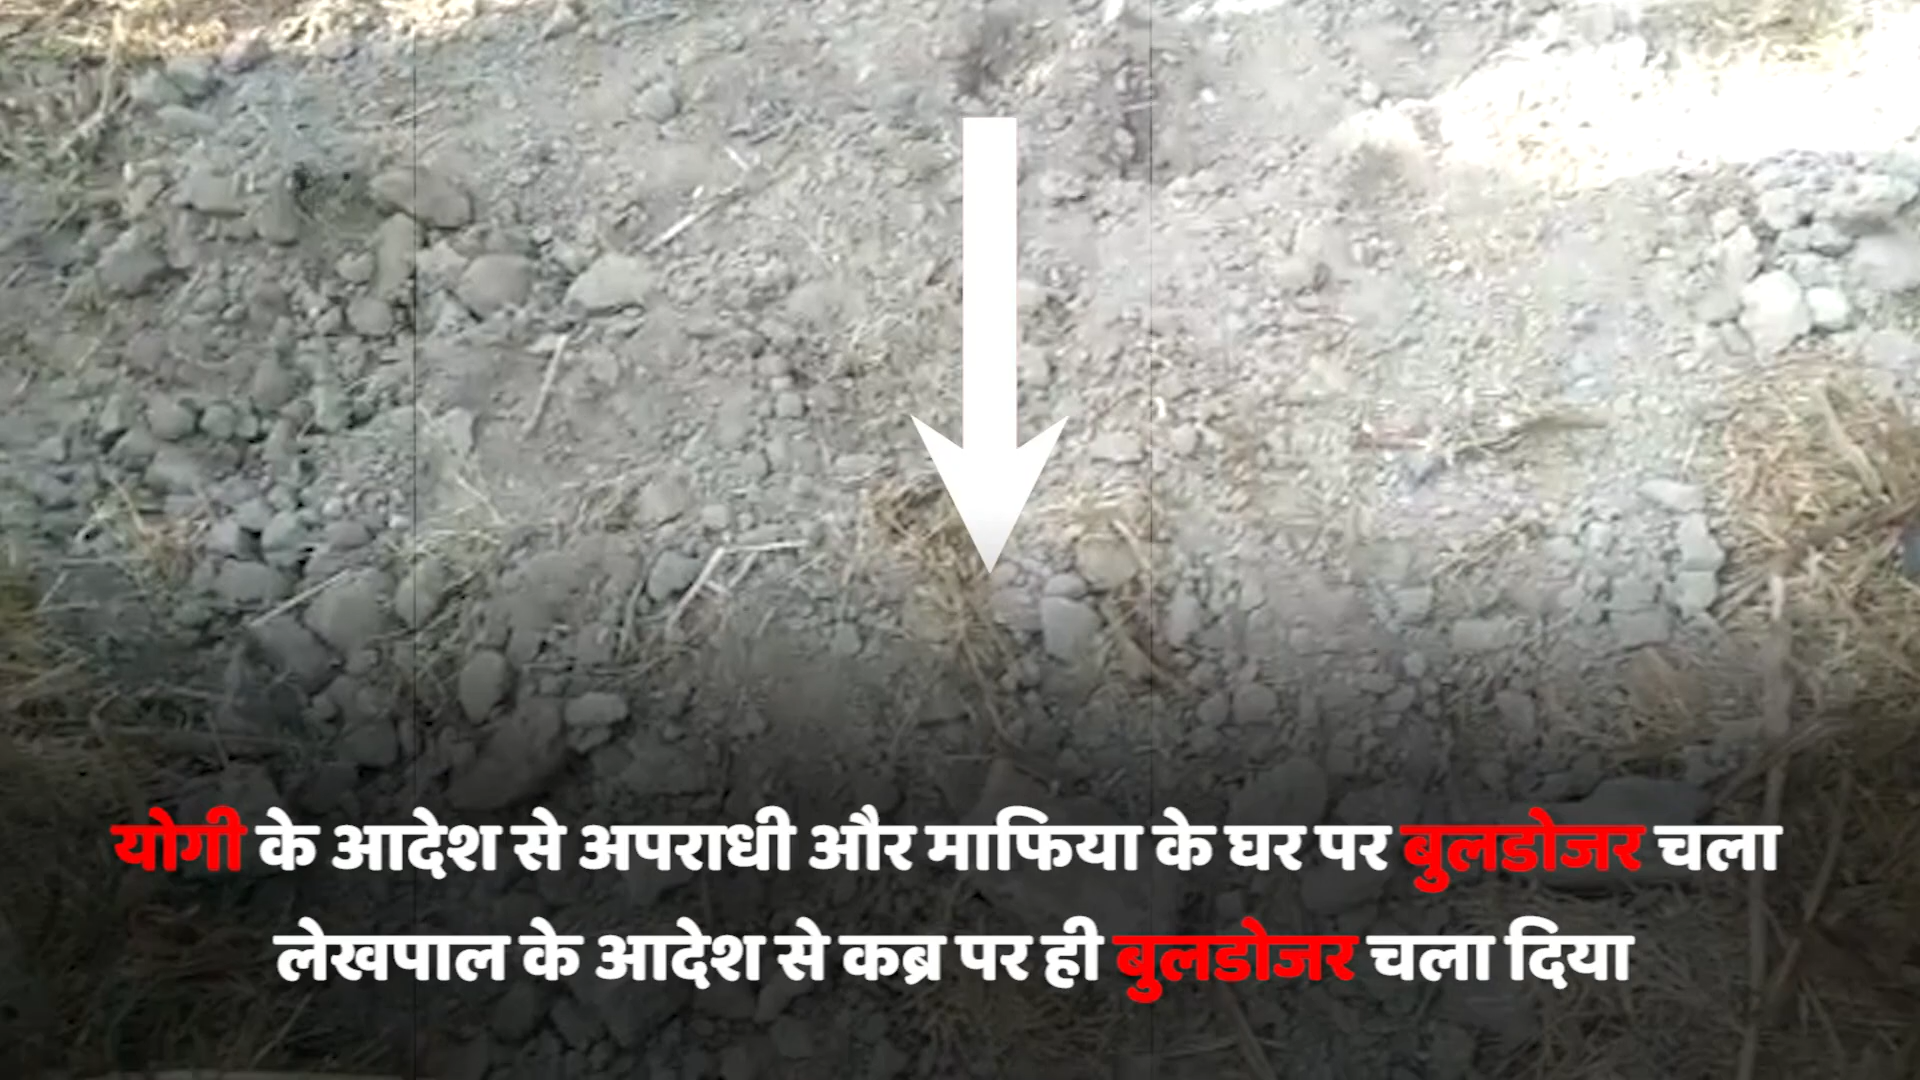 योगी के आदेश से अपराधी और माफिया के घर पर बुलडोजर चला
लेखपाल के आदेश से कब्र पर ही बुलडोजर चला दिया